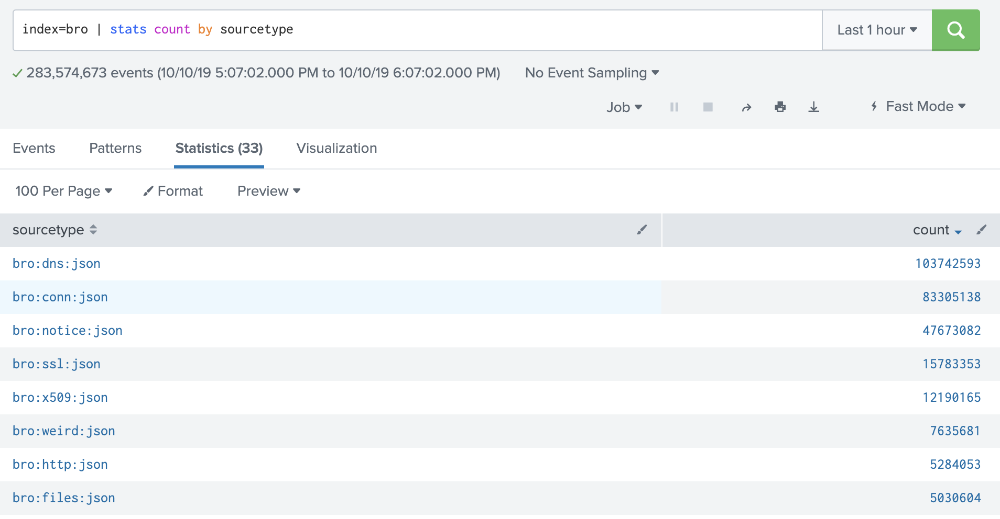 index=bro | stats count by sourcetype
Last 1 hour
283,574,673 events (10/10/19 5:07:02.000 PM to 10/10/19 6:07:02.000 PM)
No Event Sampling
Job
Fast Mode
Events Patterns Statistics (33) Visualization
100 Per Page Format Preview
sourcetype count
bro:dns:json 103742593
bro:conn:json 83305138
bro:notice:json 47673082
bro:ssl:json 15783353
bro:x509:json 12190165
bro:weird:json 7635681
bro:http:json 5284053
bro:files:json 5030604